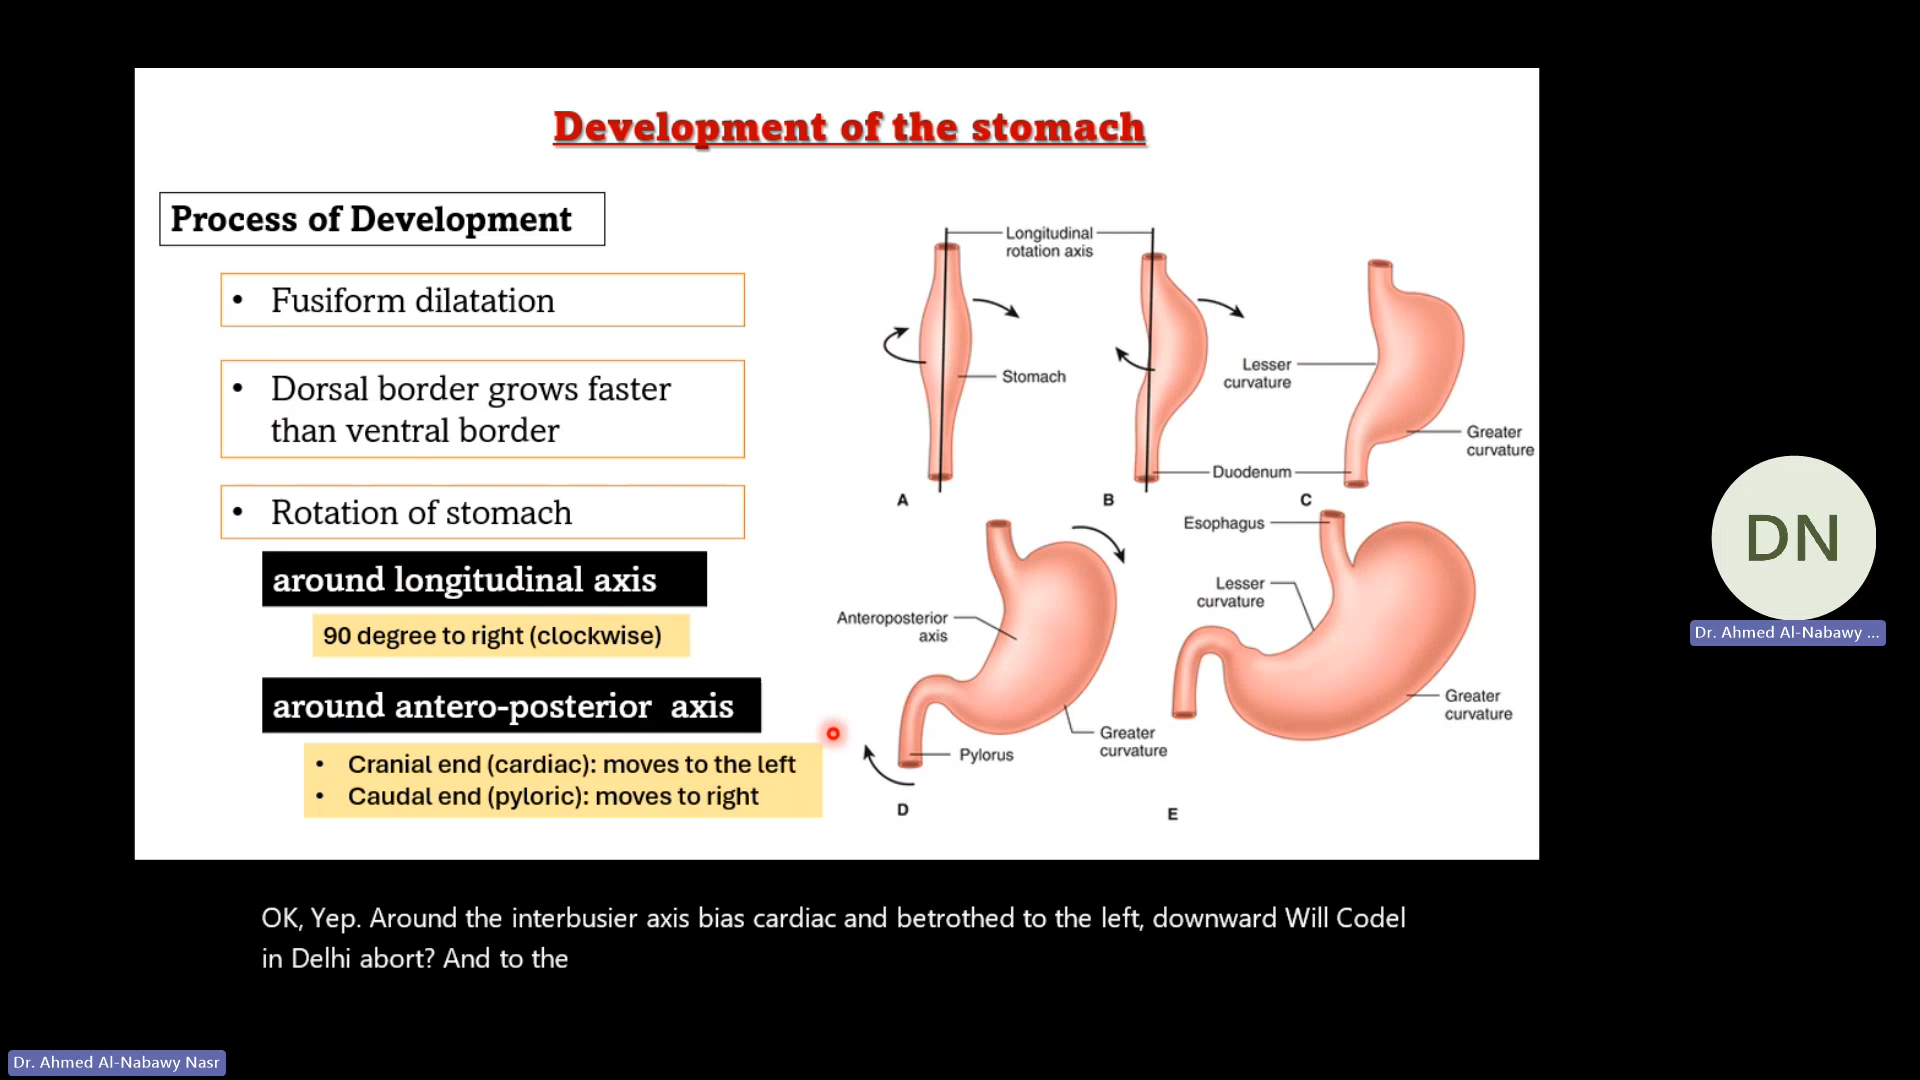 Development of the stomach
Process of Development
• Fusiform dilatation
• Dorsal border grows faster
than ventral border
• Rotation of stomach
around longitudinal axis
90 degree to right (clockwise)
around antero-posterior axis
• Cranial end (cardiac): moves to the left
• Caudal end (pyloric): moves to right
Longitudinal
rotation axis
Stomach
Lesser
curvature
Greater
curvature
Duodenum
A
B
C
Esophagus
Lesser
curvature
Anteroposterior
axis
Greater
curvature
Greater
curvature
Pylorus
D
E
DN
Dr. Ahmed Al-Nabawy ...
OK, Yep. Around the interbusier axis bias cardiac and betrothed to the left, downward Will Codel
in Delhi abort? And to the
Dr. Ahmed Al-Nabawy Nasr